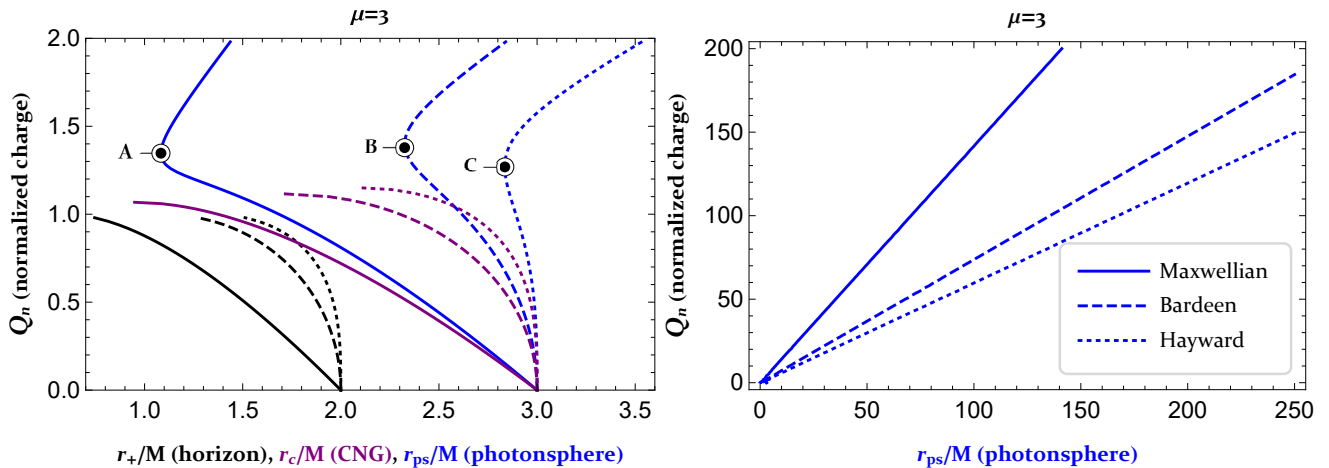 μ=3
Qn (normalized charge)
2.0
1.5
1.0
0.5
0.0
A
B
C
1.0 1.5 2.0 2.5 3.0 3.5
r+/M (horizon), rc/M (CNG), rps/M (photonsphere)
μ=3
Qn (normalized charge)
200
150
100
50
0
Maxwellian
Bardeen
Hayward
0 50 100 150 200 250
rps/M (photonsphere)